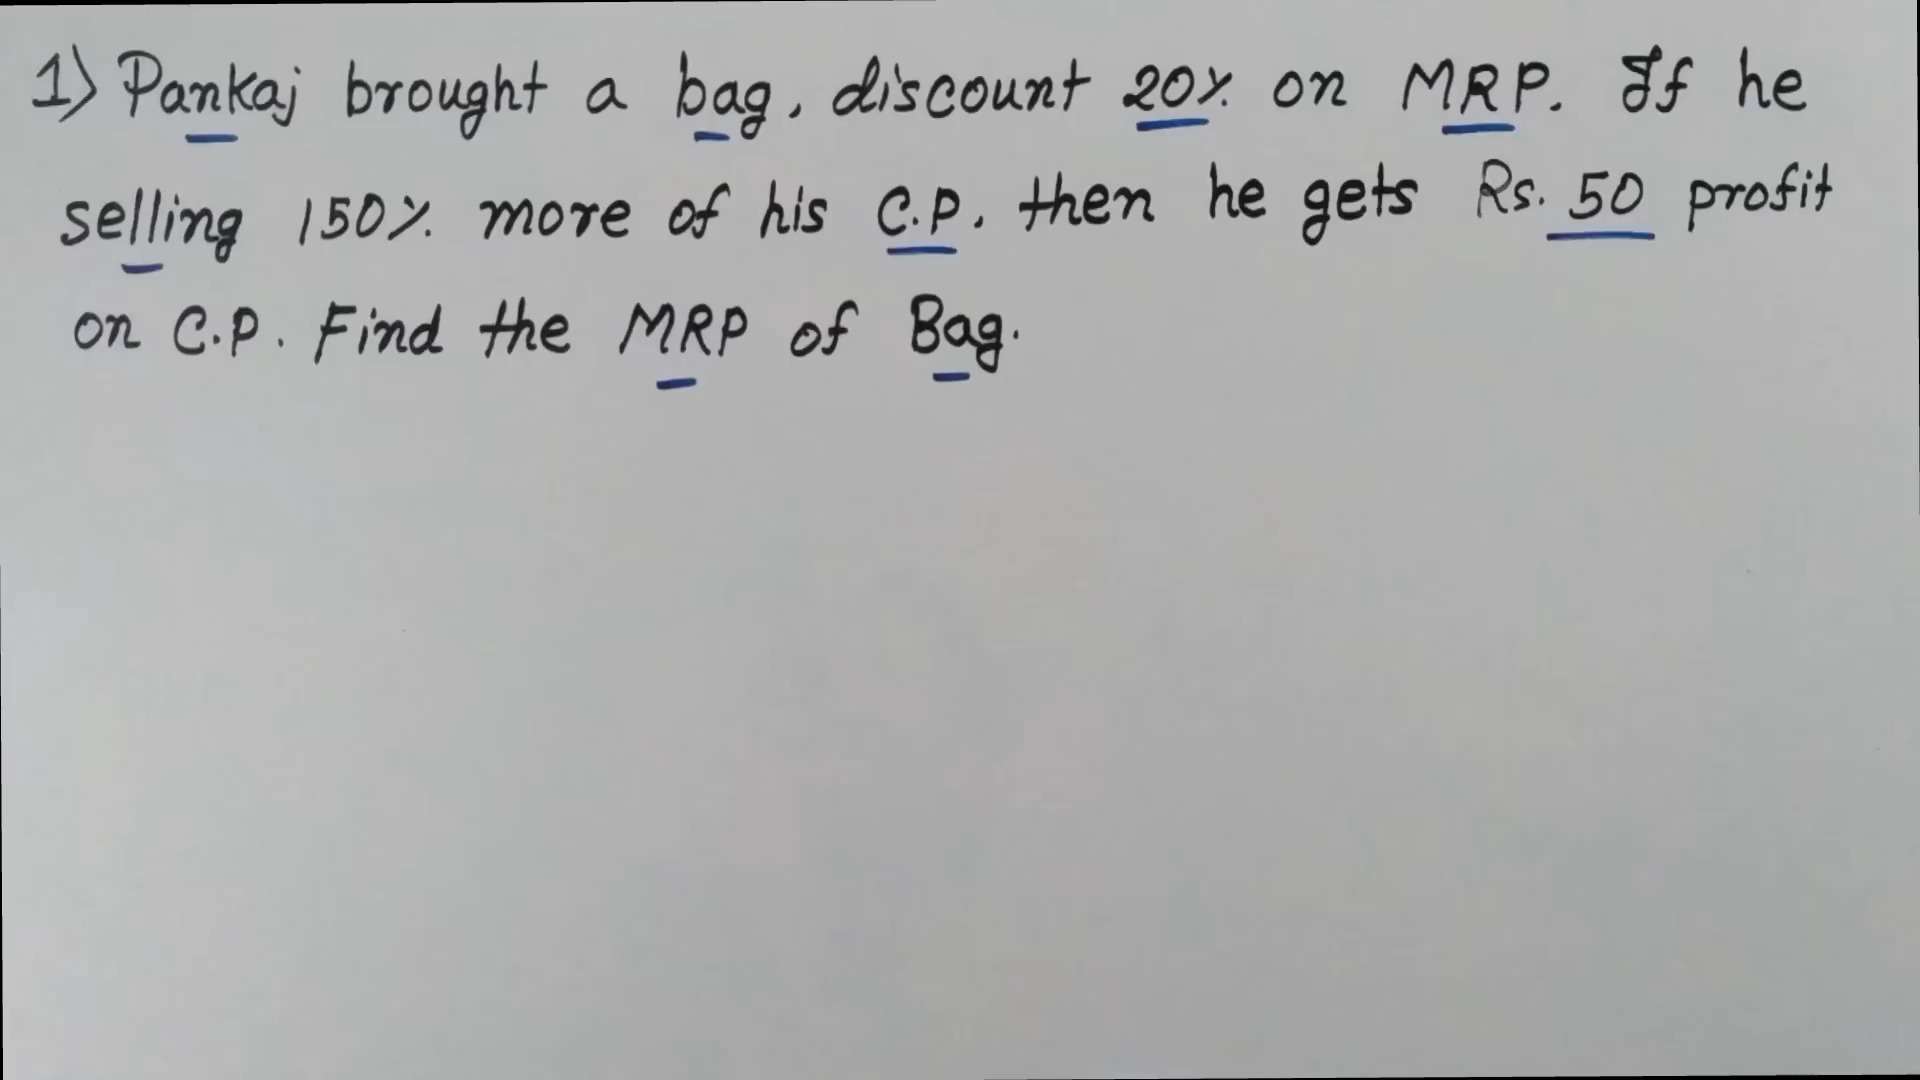 1) Pankaj brought a bag, discount 20% on MRP. If he
selling 150% more of his C.P. then he gets Rs. 50 profit
on C.P. Find the MRP of Bag.